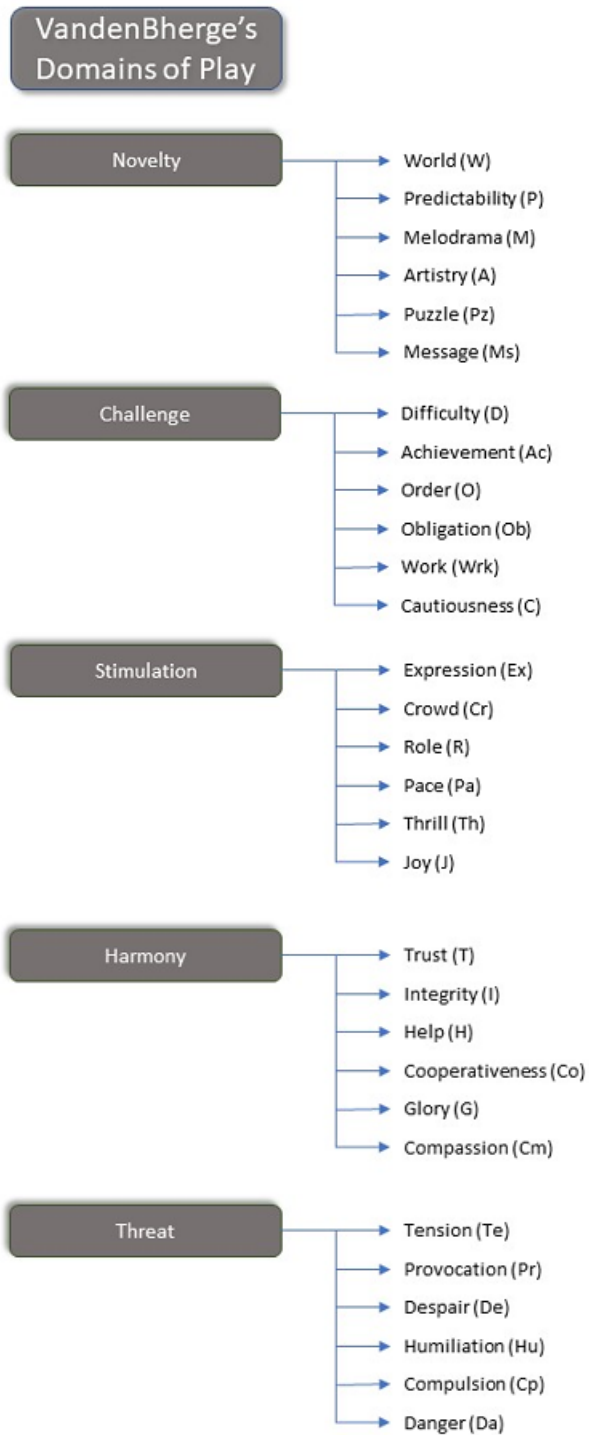 VandenBherge's
Domains of Play
Novelty
World (W)
Predictability (P)
Melodrama (M)
Artistry (A)
Puzzle (Pz)
Message (Ms)
Challenge
Difficulty (D)
Achievement (Ac)
Order (O)
Obligation (Ob)
Work (Wrk)
Cautiousness (C)
Stimulation
Expression (Ex)
Crowd (Cr)
Role (R)
Pace (Pa)
Thrill (Th)
Joy (J)
Harmony
Trust (T)
Integrity (I)
Help (H)
Cooperativeness (Co)
Glory (G)
Compassion (Cm)
Threat
Tension (Te)
Provocation (Pr)
Despair (De)
Humiliation (Hu)
Compulsion (Cp)
Danger (Da)